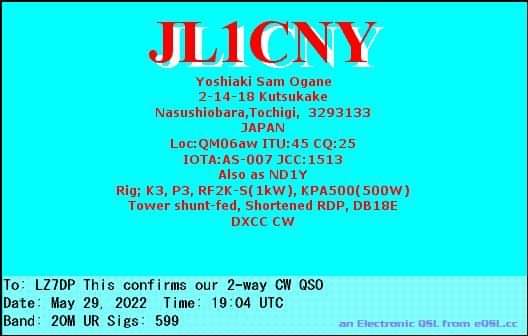 JL1CNY
Yoshiaki Sam Ogane
2-14-18 Kutsukake
Nasushiobara,Tochigi, 3293133
JAPAN
Loc:QM06aw ITU:45 CQ:25
IOTA:AS-007 JCC:1513
Also as ND1Y
Rig; K3, P3, RF2K-S(1kW), KPA500(500W)
Tower shunt-fed, Shortened RDP, DB18E
DXCC CW
To: LZ7DP This confirms our 2-way CW QSO
Date: May 29, 2022 Time: 19:04 UTC
Band: 20M UR Sigs: 599
an Electronic QSL from eQSL.cc